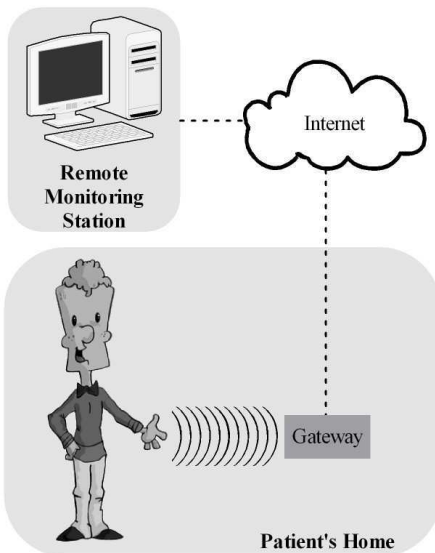 Internet
Remote
Monitoring
Station
Gateway
Patient's Home